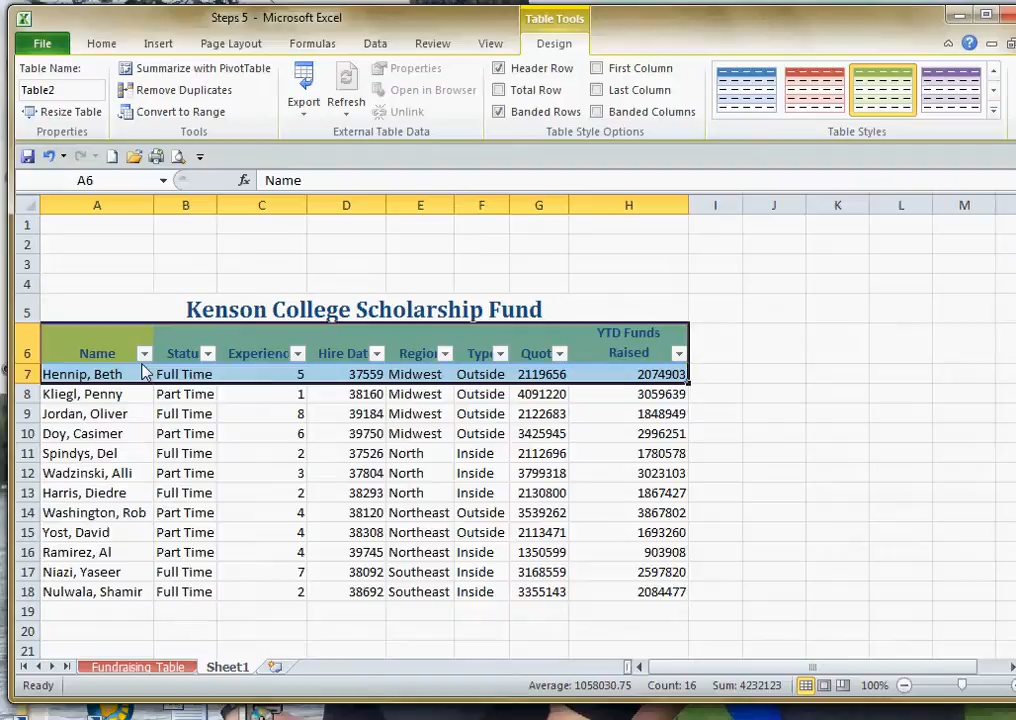 Steps 5 - Microsoft Excel
Table Tools
File Home Insert Page Layout Formulas Data Review View Design
Table Name:
Table2
Resize Table
Properties
Summarize with PivotTable
Remove Duplicates
Convert to Range
Tools
Export Refresh
Properties
Open in Browser
Unlink
External Table Data
Header Row First Column
Total Row Last Column
Banded Rows Banded Columns
Table Style Options
Table Styles
A6 fx Name
A B C D E F G H I J K L M
1
2
3
4
5 Kenson College Scholarship Fund
6 Name Statu Experienc Hire Dat Region Type Quot YTD Funds Raised
7 Hennip, Beth Full Time 5 37559 Midwest Outside 2119656 2074903
8 Kliegl, Penny Part Time 1 38160 Midwest Outside 4091220 3059639
9 Jordan, Oliver Full Time 8 39184 Midwest Outside 2122683 1848949
10 Doy, Casimer Part Time 6 39750 Midwest Outside 3425945 2996251
11 Spindys, Del Full Time 2 37526 North Inside 2112696 1780578
12 Wadzinski, Alli Part Time 3 37804 North Inside 3799318 3023103
13 Harris, Diedre Full Time 2 38293 North Inside 2130800 1867427
14 Washington, Rob Part Time 4 38120 Northeast Outside 3539262 3867802
15 Yost, David Part Time 4 38308 Northeast Outside 2113471 1693260
16 Ramirez, Al Part Time 4 39745 Northeast Inside 1350599 903908
17 Niazi, Yaseer Full Time 7 38092 Southeast Inside 3168559 2597820
18 Nulwala, Shamir Full Time 2 38692 Southeast Inside 3355143 2084477
19
20
21
Fundraising Table Sheet1
Ready Average: 1058030.75 Count: 16 Sum: 4232123 100%